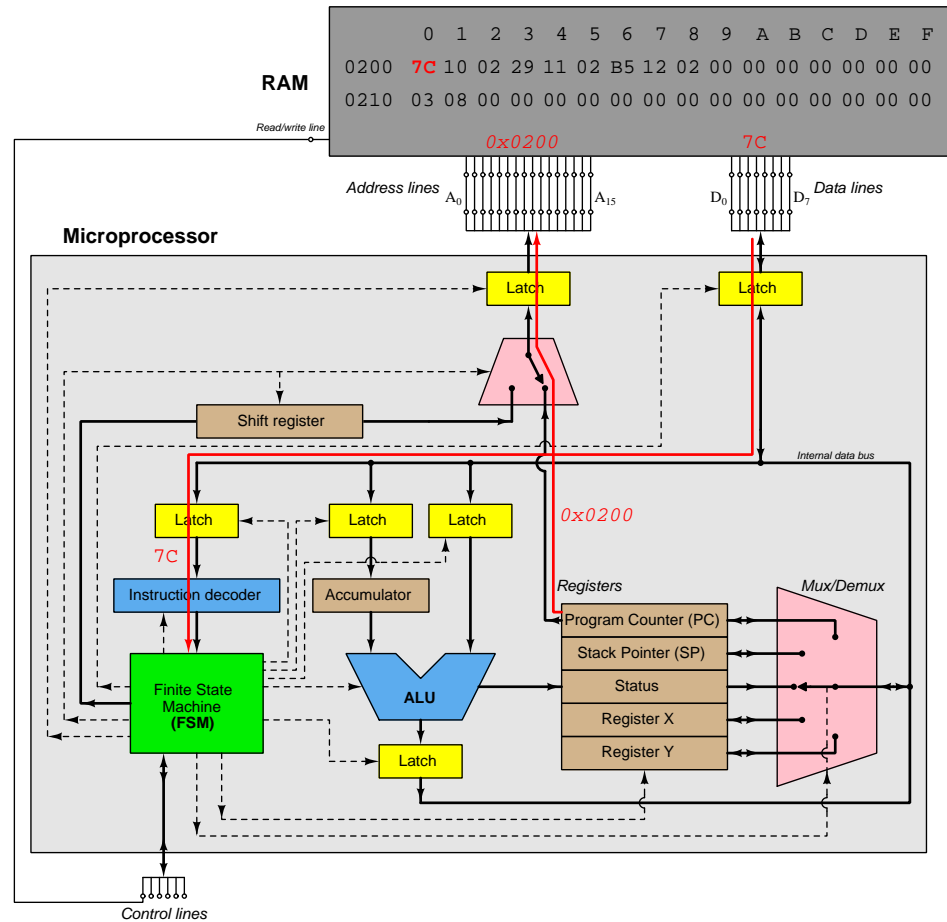 0 1 2 3 4 5 6 7 8 9 A B C D E F
0200 7C 10 02 29 11 02 B5 12 02 00 00 00 00 00 00 00
RAM
0210 03 08 00 00 00 00 00 00 00 00 00 00 00 00 00 00
Read/write line
0x0200 7C
Address lines
A0 A15
D0 D7
Data lines
Microprocessor
Latch Latch
Shift register
Internal data bus
Latch Latch Latch
0x0200
7C
Instruction decoder Accumulator
Registers Mux/Demux
Program Counter (PC)
Stack Pointer (SP)
Finite State
Machine
(FSM)
ALU
Status
Register X
Register Y
Latch
Control lines